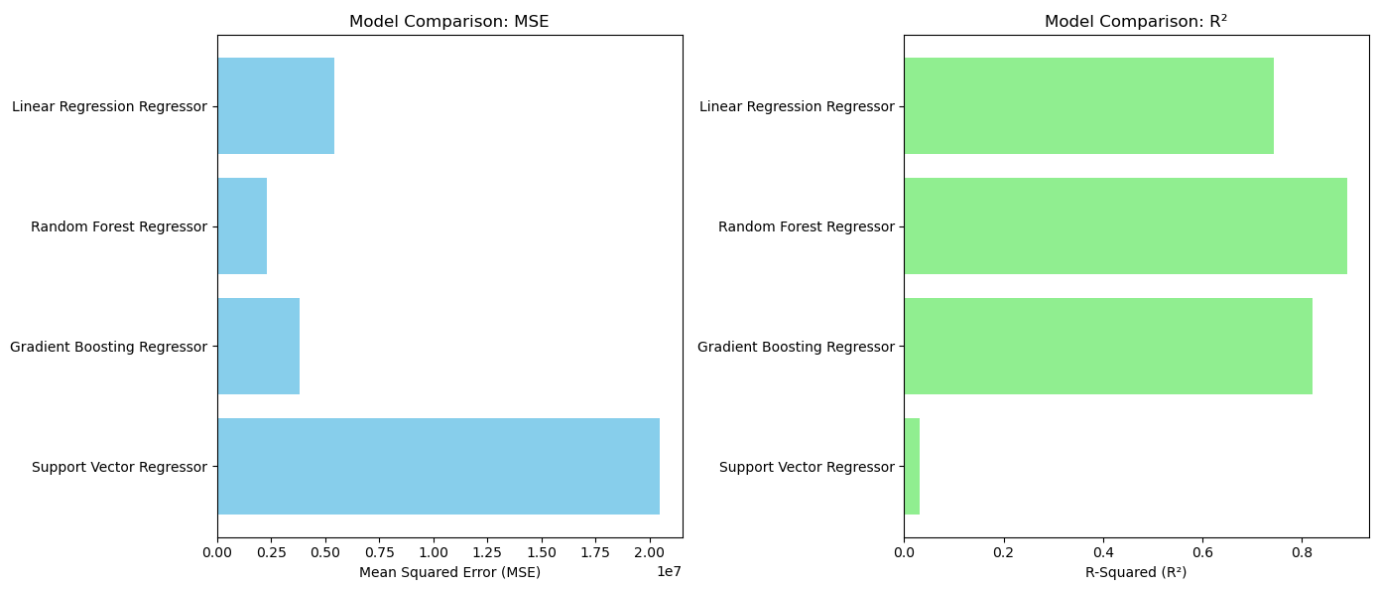 Model Comparison: MSE
Linear Regression Regressor
Random Forest Regressor
Gradient Boosting Regressor
Support Vector Regressor
0.00 0.25 0.50 0.75 1.00 1.25 1.50 1.75 2.00
1e7
Mean Squared Error (MSE)
Model Comparison: R²
Linear Regression Regressor
Random Forest Regressor
Gradient Boosting Regressor
Support Vector Regressor
0.0 0.2 0.4 0.6 0.8
R-Squared (R²)